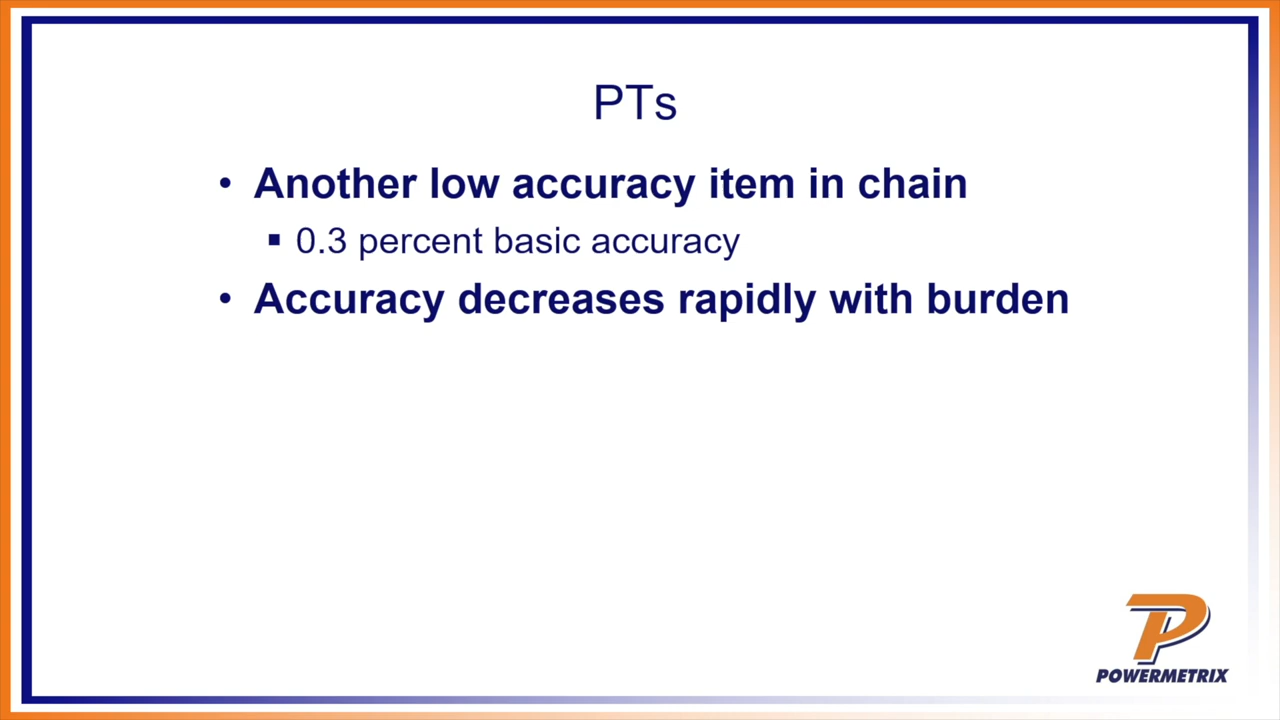 PTs
• Another low accuracy item in chain
▪ 0.3 percent basic accuracy
• Accuracy decreases rapidly with burden
P
POWERMETRIX